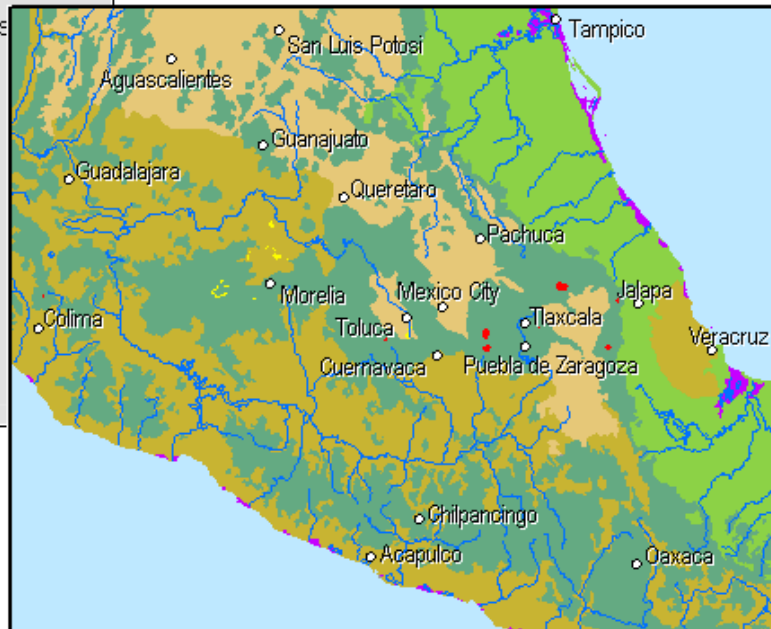 Tampico
San Luis Potosi
Aguascalientes
Guanajuato
Guadalajara
Queretaro
Pachuca
Morelia
Mexico City
Jalapa
Colima
Toluca
Tlaxcala
Veracruz
Cuernavaca
Puebla de Zaragoza
Chilpancingo
Acapulco
Oaxaca